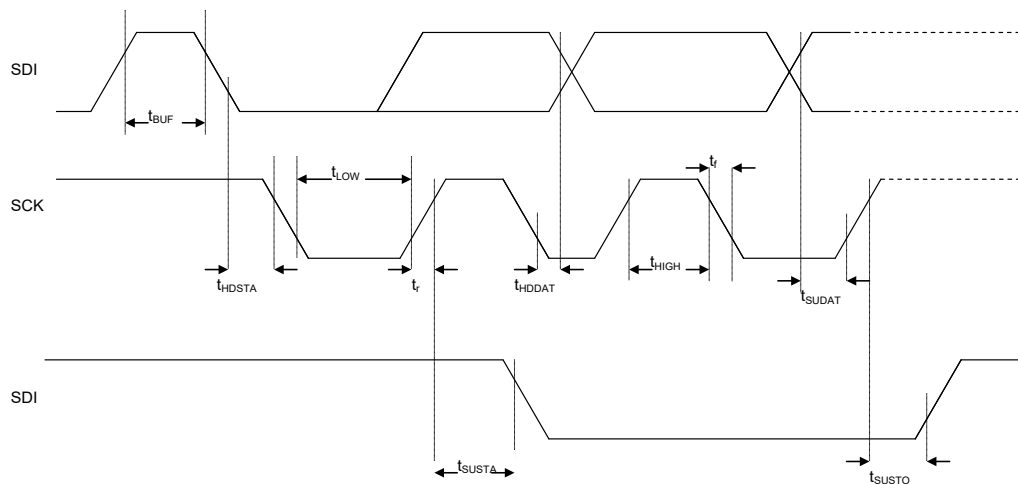 SDI
tBUF
tLOW
tf
SCK
tHDSTA
tr
tHDDAT
tHIGH
tSUDAT
SDI
tSUSTA
tSUSTO